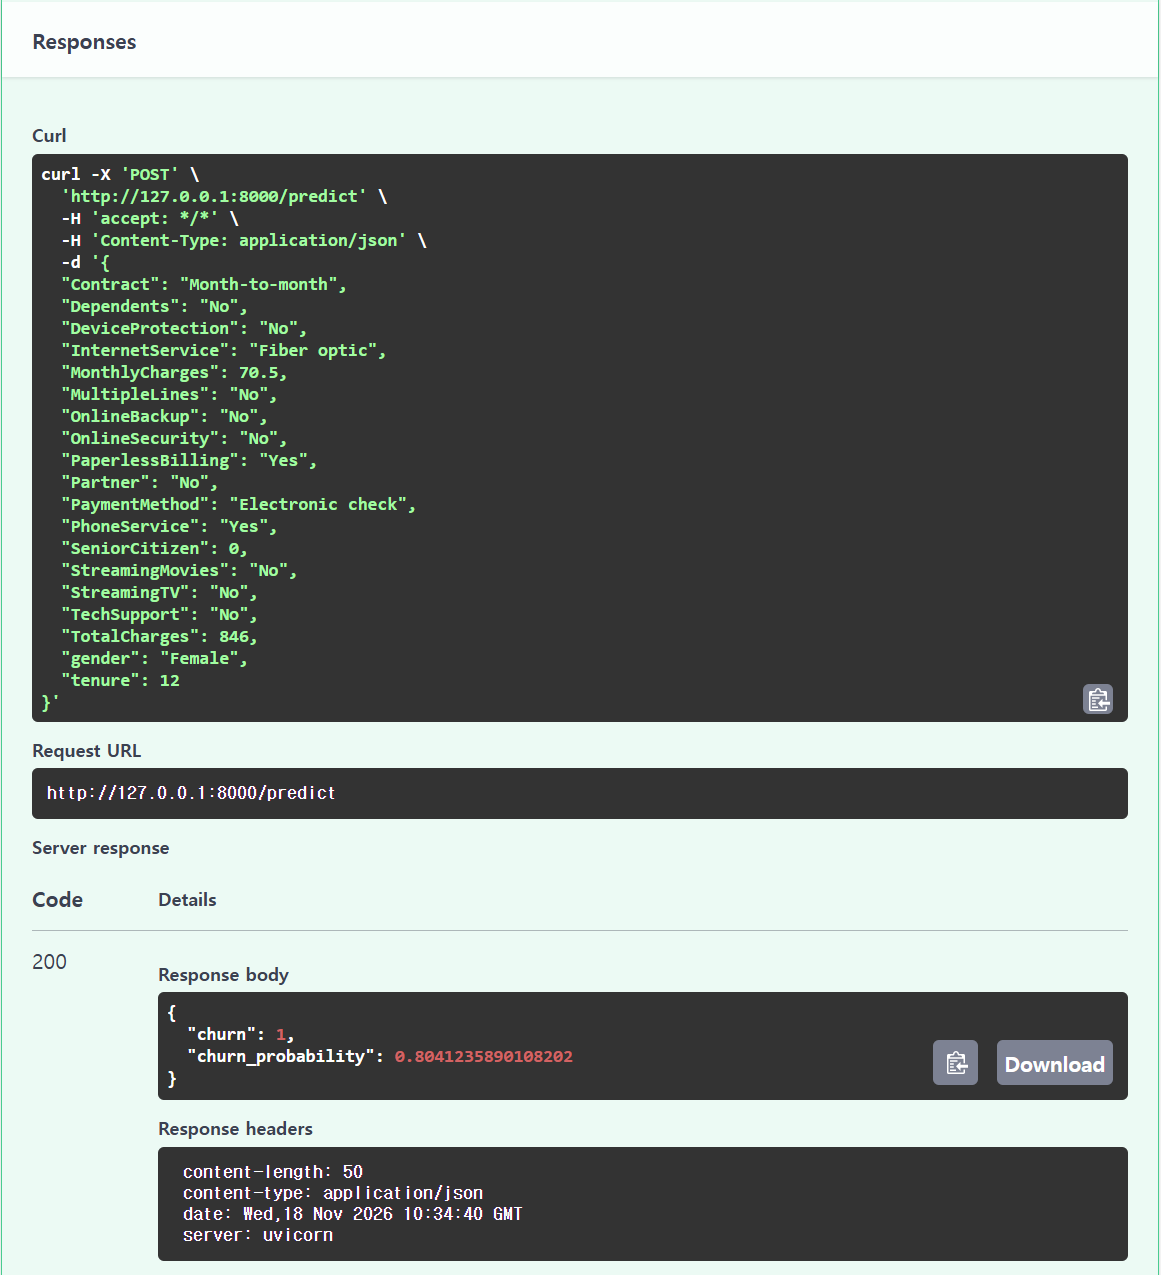 Responses
Curl
curl -X 'POST' \
  'http://127.0.0.1:8000/predict' \
  -H 'accept: */*' \
  -H 'Content-Type: application/json' \
  -d '{
  "Contract": "Month-to-month",
  "Dependents": "No",
  "DeviceProtection": "No",
  "InternetService": "Fiber optic",
  "MonthlyCharges": 70.5,
  "MultipleLines": "No",
  "OnlineBackup": "No",
  "OnlineSecurity": "No",
  "PaperlessBilling": "Yes",
  "Partner": "No",
  "PaymentMethod": "Electronic check",
  "PhoneService": "Yes",
  "SeniorCitizen": 0,
  "StreamingMovies": "No",
  "StreamingTV": "No",
  "TechSupport": "No",
  "TotalCharges": 846,
  "gender": "Female",
  "tenure": 12
}'
Request URL
http://127.0.0.1:8000/predict
Server response
Code Details
200
Response body
{
  "churn": 1,
  "churn_probability": 0.8041235890108202
}
Download
Response headers
content-length: 50
content-type: application/json
date: Wed,18 Nov 2026 10:34:40 GMT
server: uvicorn